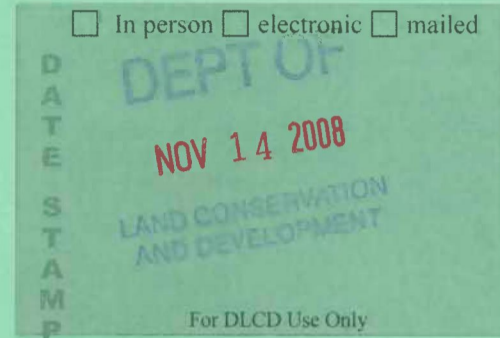 ☐ In person ☐ electronic ☐ mailed
DATE STAMP
DEPT OF
NOV 14 2008
LAND CONSERVATION
AND DEVELOPMENT
For DLCD Use Only